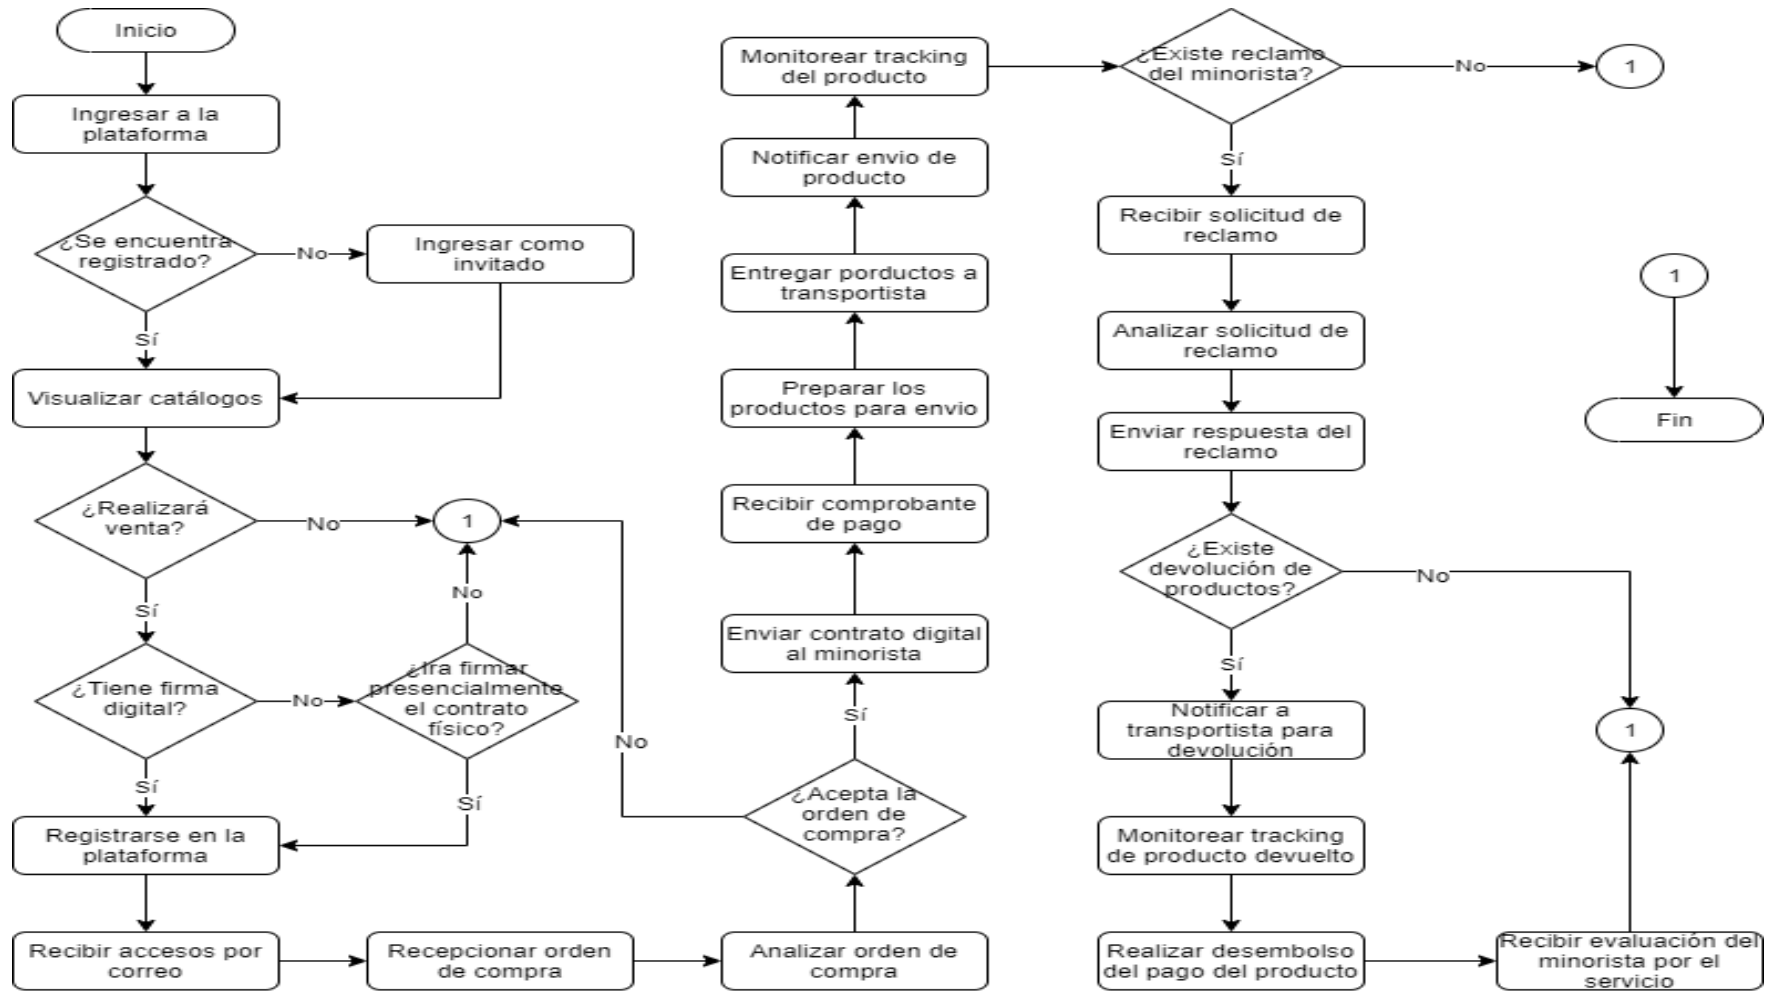 Inicio
Ingresar a la
plataforma
¿Se encuentra
registrado?
No
Ingresar como
invitado
Sí
Visualizar catálogos
¿Realizará
venta?
No
1
Sí
No
¿Tiene firma
digital?
No
¿Ira firmar
presencialmente
el contrato
físico?
Sí
Sí
Registrarse en la
plataforma
Recibir accesos por
correo
Recepcionar orden
de compra
Analizar orden de
compra
¿Acepta la
orden de
compra?
No
Sí
Enviar contrato digital
al minorista
Recibir comprobante
de pago
Preparar los
productos para envio
Entregar porductos a
transportista
Notificar envio de
producto
Monitorear tracking
del producto
¿Existe reclamo
del minorista?
No
1
Sí
Recibir solicitud de
reclamo
Analizar solicitud de
reclamo
Enviar respuesta del
reclamo
¿Existe
devolución de
productos?
No
Sí
Notificar a
transportista para
devolución
Monitorear tracking
de producto devuelto
Realizar desembolso
del pago del producto
Recibir evaluación del
minorista por el
servicio
1
1
Fin